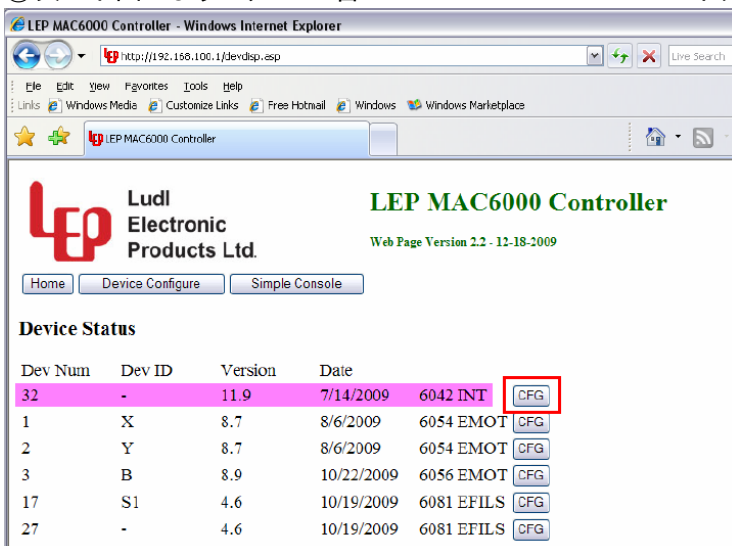 LEP MAC6000 Controller - Windows Internet Explorer
http://192.168.100.1/devdisp.asp
Live Search
File Edit View Favorites Tools Help
Links Windows Media Customize Links Free Hotmail Windows Windows Marketplace
LEP MAC6000 Controller
LEP
Ludl
Electronic
Products Ltd.
LEP MAC6000 Controller
Web Page Version 2.2 - 12-18-2009
Home Device Configure Simple Console
Device Status
Dev Num Dev ID Version Date
32 - 11.9 7/14/2009 6042 INT CFG
1 X 8.7 8/6/2009 6054 EMOT CFG
2 Y 8.7 8/6/2009 6054 EMOT CFG
3 B 8.9 10/22/2009 6056 EMOT CFG
17 S1 4.6 10/19/2009 6081 EFILS CFG
27 - 4.6 10/19/2009 6081 EFILS CFG